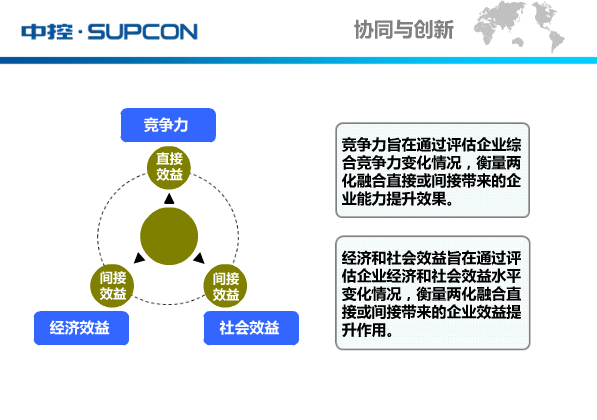 中控·SUPCON
协同与创新
竞争力
直接
效益
间接
效益
间接
效益
经济效益
社会效益
竞争力旨在通过评估企业综
合竞争力变化情况，衡量两
化融合直接或间接带来的企
业能力提升效果。
经济和社会效益旨在通过评
估企业经济和社会效益水平
变化情况，衡量两化融合直
接或间接带来的企业效益提
升作用。